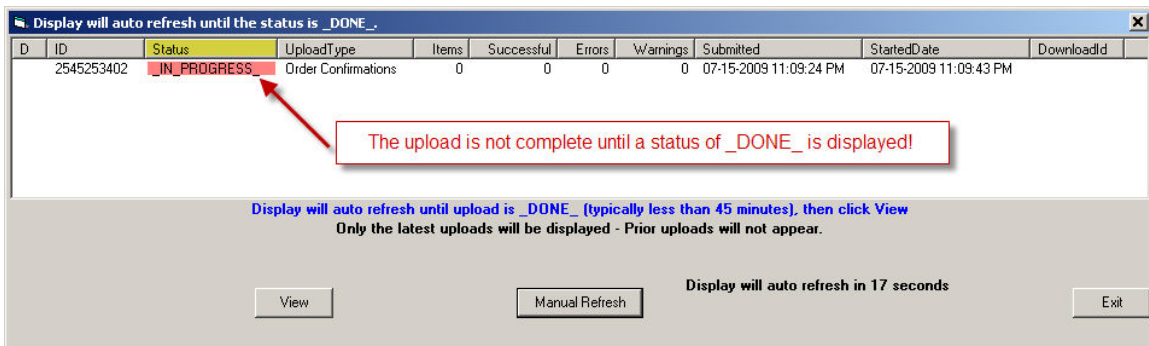 Display will auto refresh until the status is _DONE_.
D ID Status UploadType Items Successful Errors Warnings Submitted StartedDate DownloadId
2545253402 _IN_PROGRESS_ Order Confirmations 0 0 0 0 07-15-2009 11:09:24 PM 07-15-2009 11:09:43 PM
The upload is not complete until a status of _DONE_ is displayed!
Display will auto refresh until upload is _DONE_ (typically less than 45 minutes), then click View
Only the latest uploads will be displayed - Prior uploads will not appear.
Display will auto refresh in 17 seconds
View Manual Refresh Exit